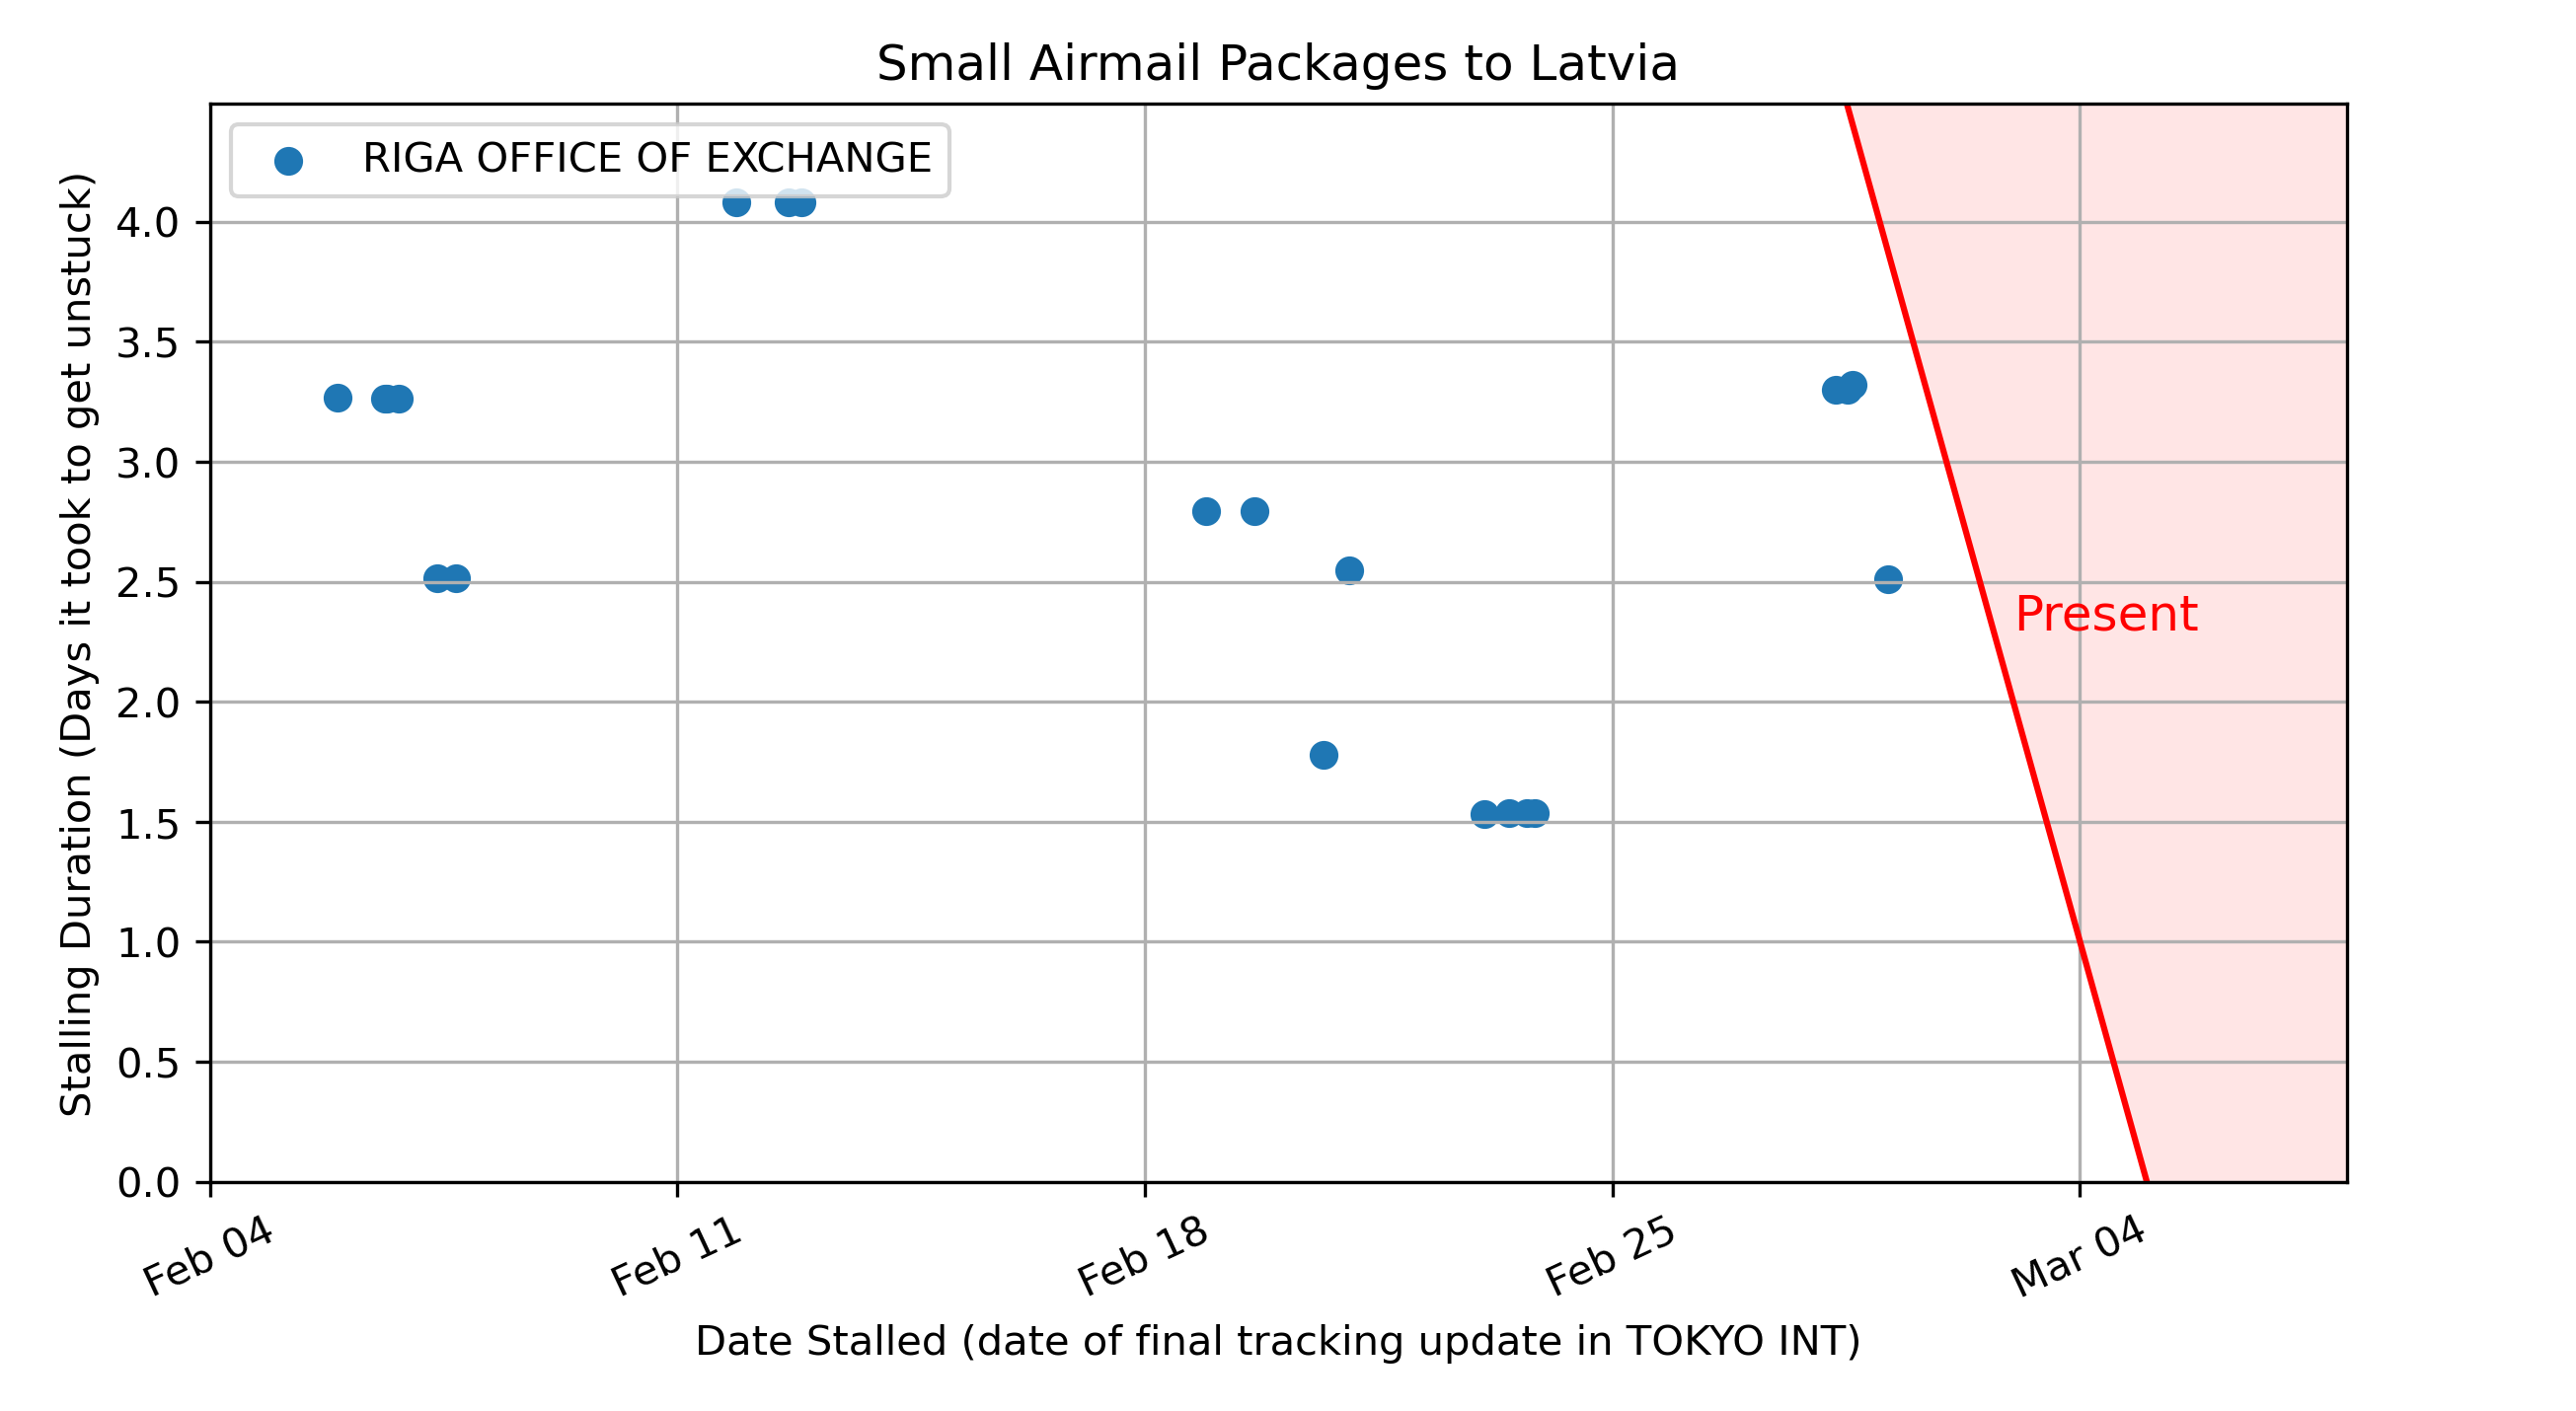 Small Airmail Packages to Latvia
RIGA OFFICE OF EXCHANGE
Stalling Duration (Days it took to get unstuck)
4.0
3.5
3.0
2.5
2.0
1.5
1.0
0.5
0.0
Present
Feb 04
Feb 11
Feb 18
Feb 25
Mar 04
Date Stalled (date of final tracking update in TOKYO INT)